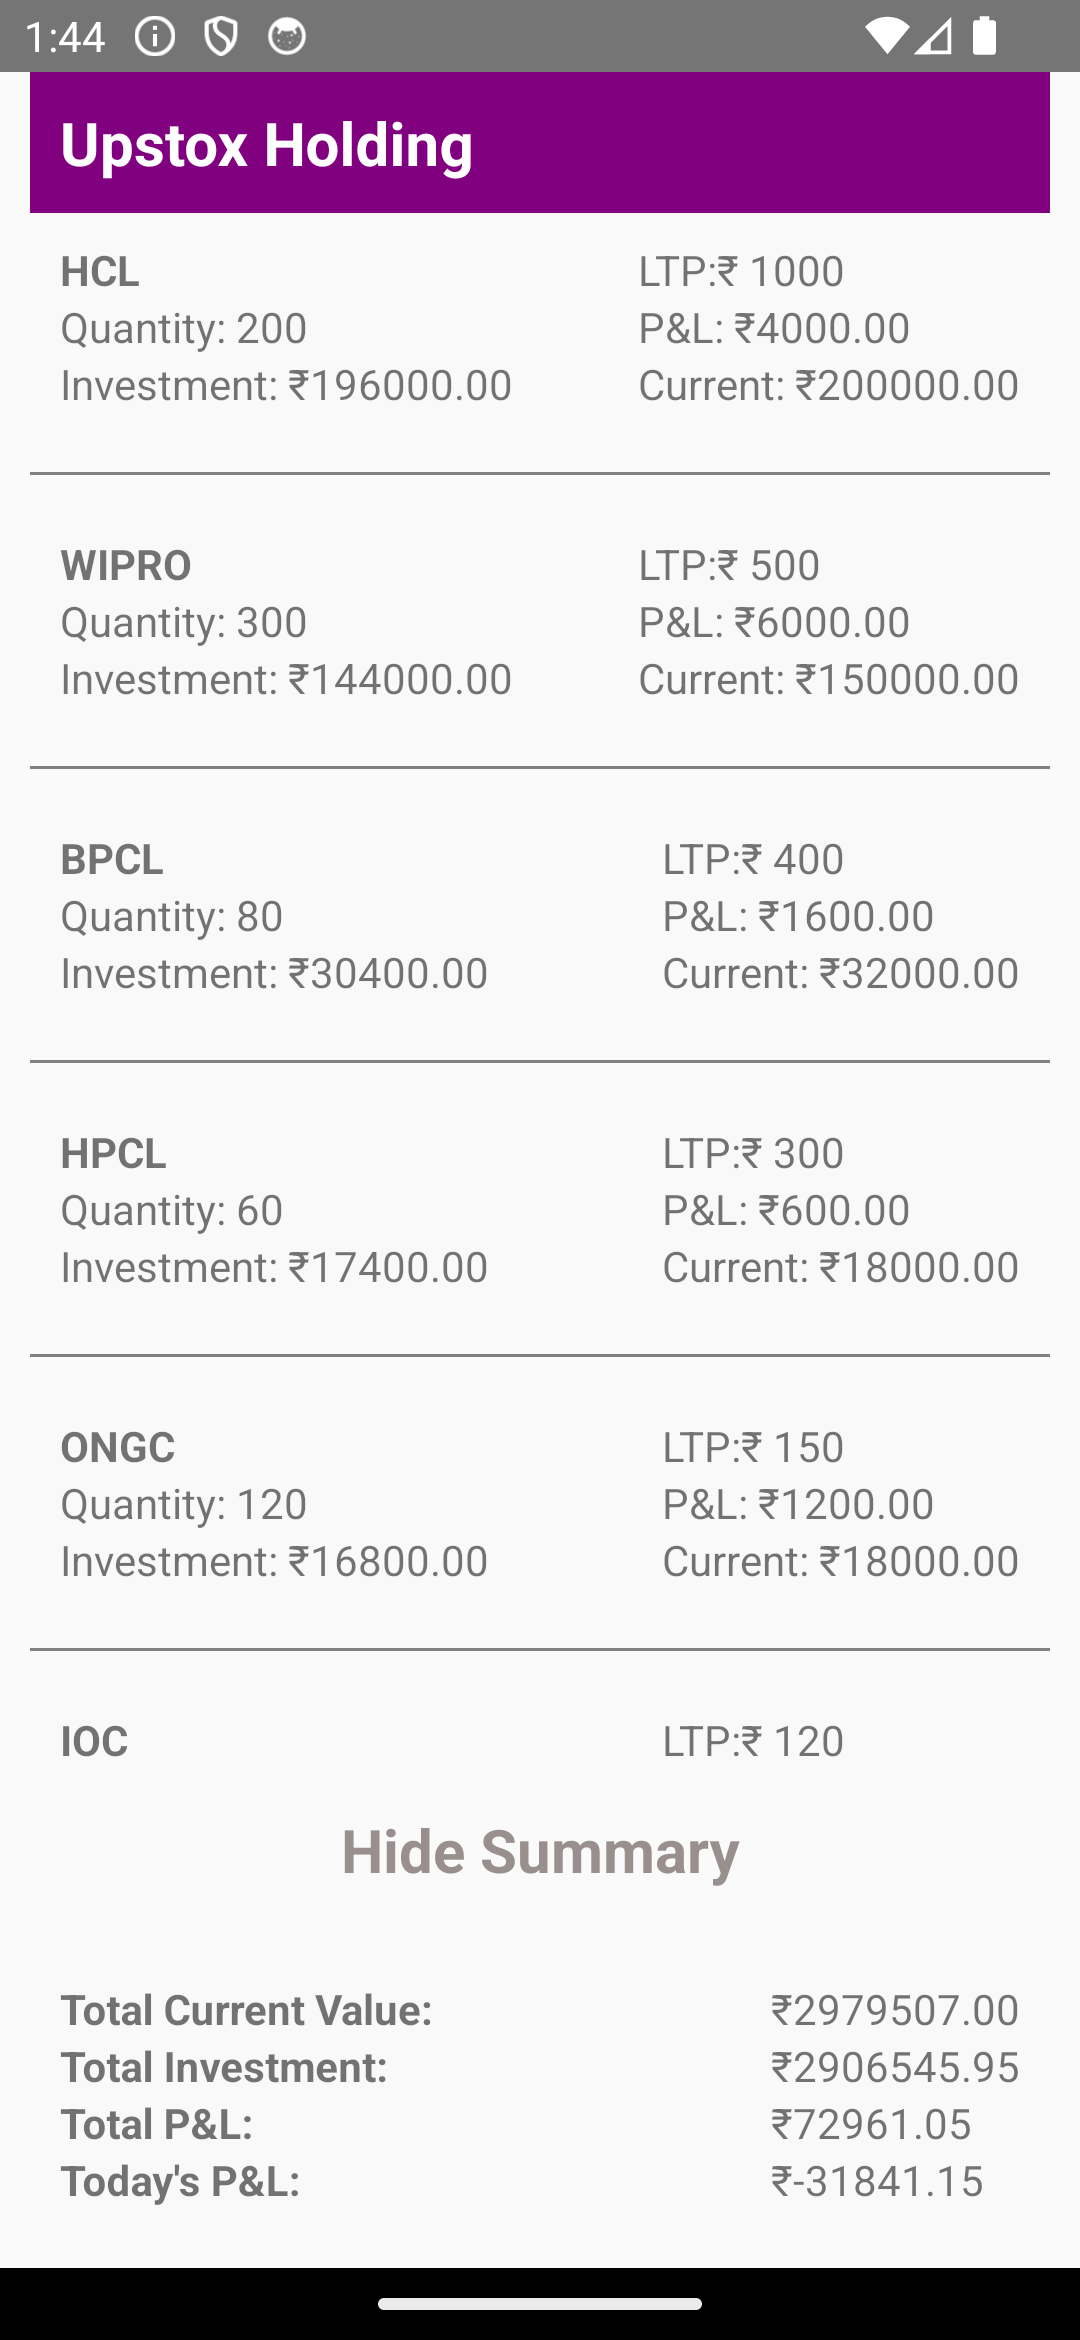 1:44
Upstox Holding
HCL LTP:₹ 1000
Quantity: 200 P&L: ₹4000.00
Investment: ₹196000.00 Current: ₹200000.00
WIPRO LTP:₹ 500
Quantity: 300 P&L: ₹6000.00
Investment: ₹144000.00 Current: ₹150000.00
BPCL LTP:₹ 400
Quantity: 80 P&L: ₹1600.00
Investment: ₹30400.00 Current: ₹32000.00
HPCL LTP:₹ 300
Quantity: 60 P&L: ₹600.00
Investment: ₹17400.00 Current: ₹18000.00
ONGC LTP:₹ 150
Quantity: 120 P&L: ₹1200.00
Investment: ₹16800.00 Current: ₹18000.00
IOC LTP:₹ 120
Hide Summary
Total Current Value: ₹2979507.00
Total Investment: ₹2906545.95
Total P&L: ₹72961.05
Today's P&L: ₹-31841.15